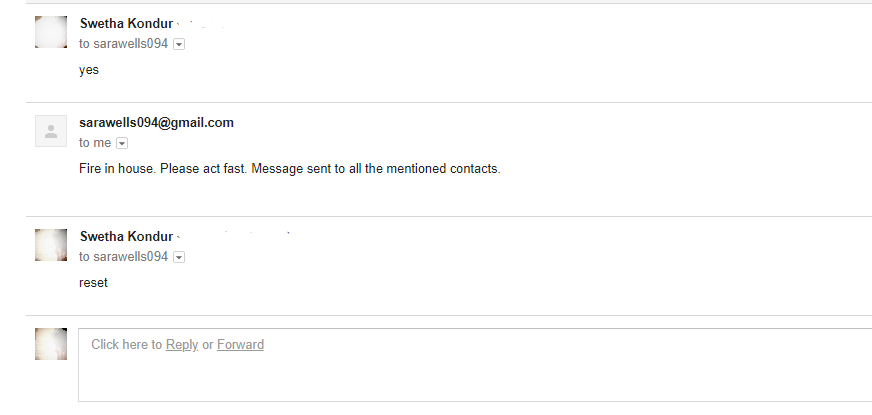 Swetha Kondur
to sarawells094
yes
sarawells094@gmail.com
to me
Fire in house. Please act fast. Message sent to all the mentioned contacts.
Swetha Kondur
to sarawells094
reset
Click here to Reply or Forward